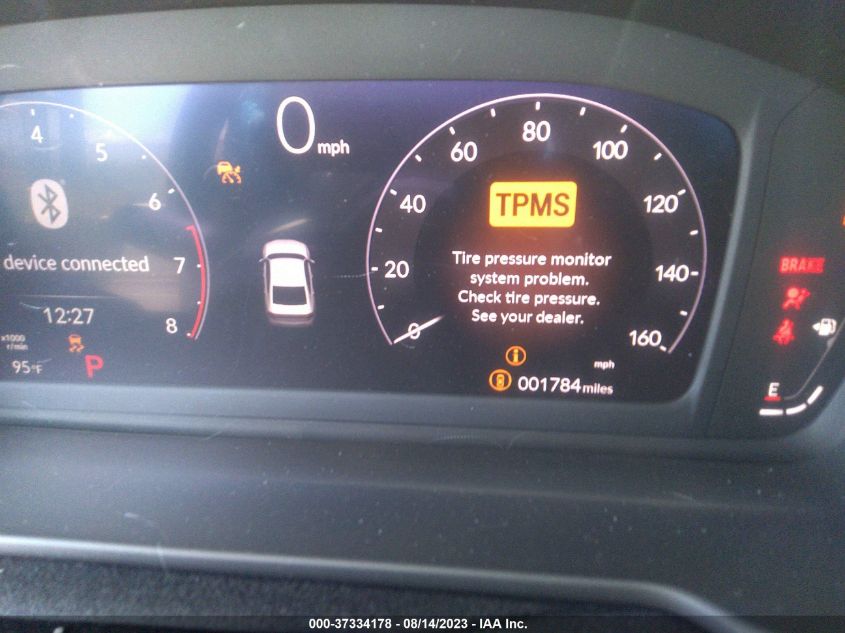 0 mph
4
5
6
7
8
device connected
12:27
x1000
r/min
95°F
P
0
20
40
60
80
100
120
140
160
TPMS
Tire pressure monitor
system problem.
Check tire pressure.
See your dealer.
mph
001784 miles
BRAKE
E
000-37334178 - 08/14/2023 - IAA Inc.